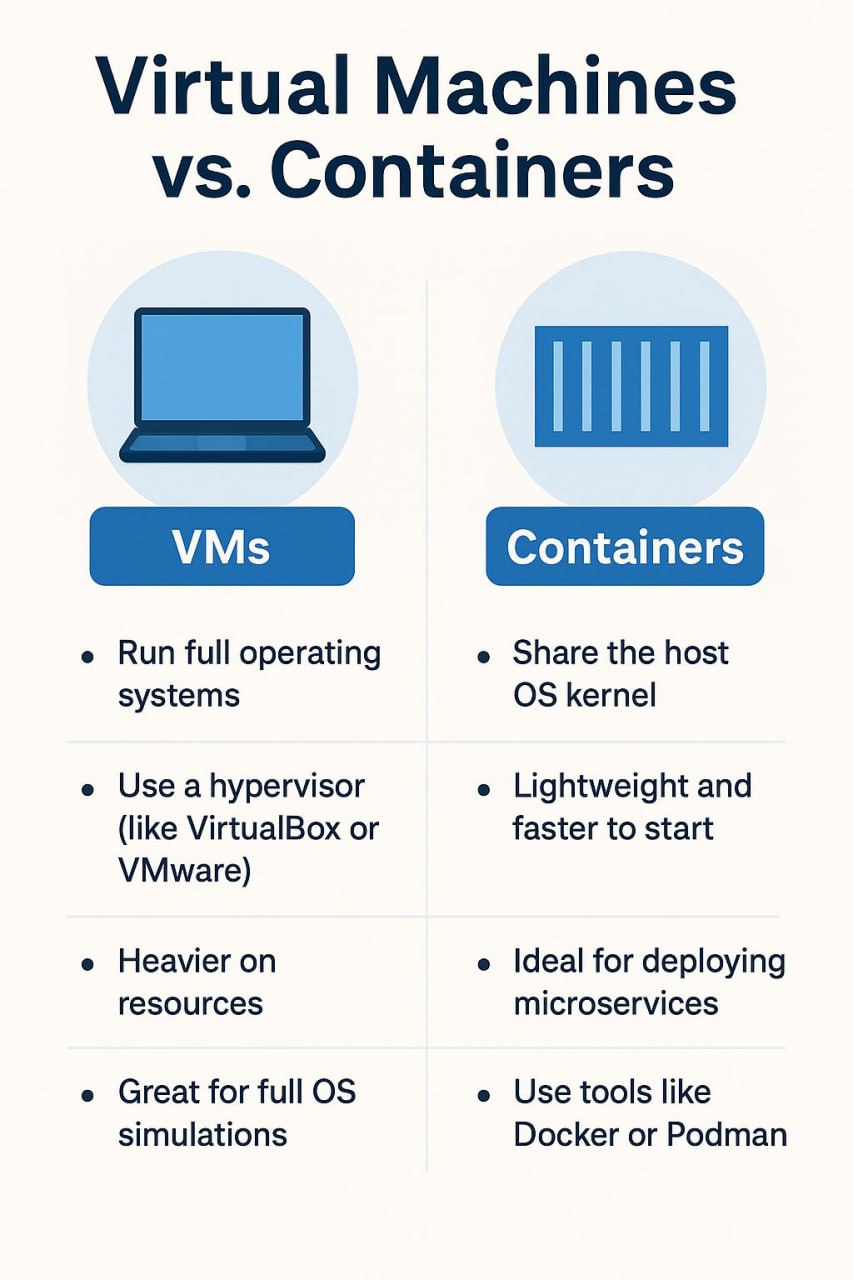 Virtual Machines
vs. Containers
VMs
• Run full operating
systems
• Use a hypervisor
(like VirtualBox or
VMware)
• Heavier on
resources
• Great for full OS
simulations
Containers
• Share the host
OS kernel
• Lightweight and
faster to start
• Ideal for deploying
microservices
• Use tools like
Docker or Podman